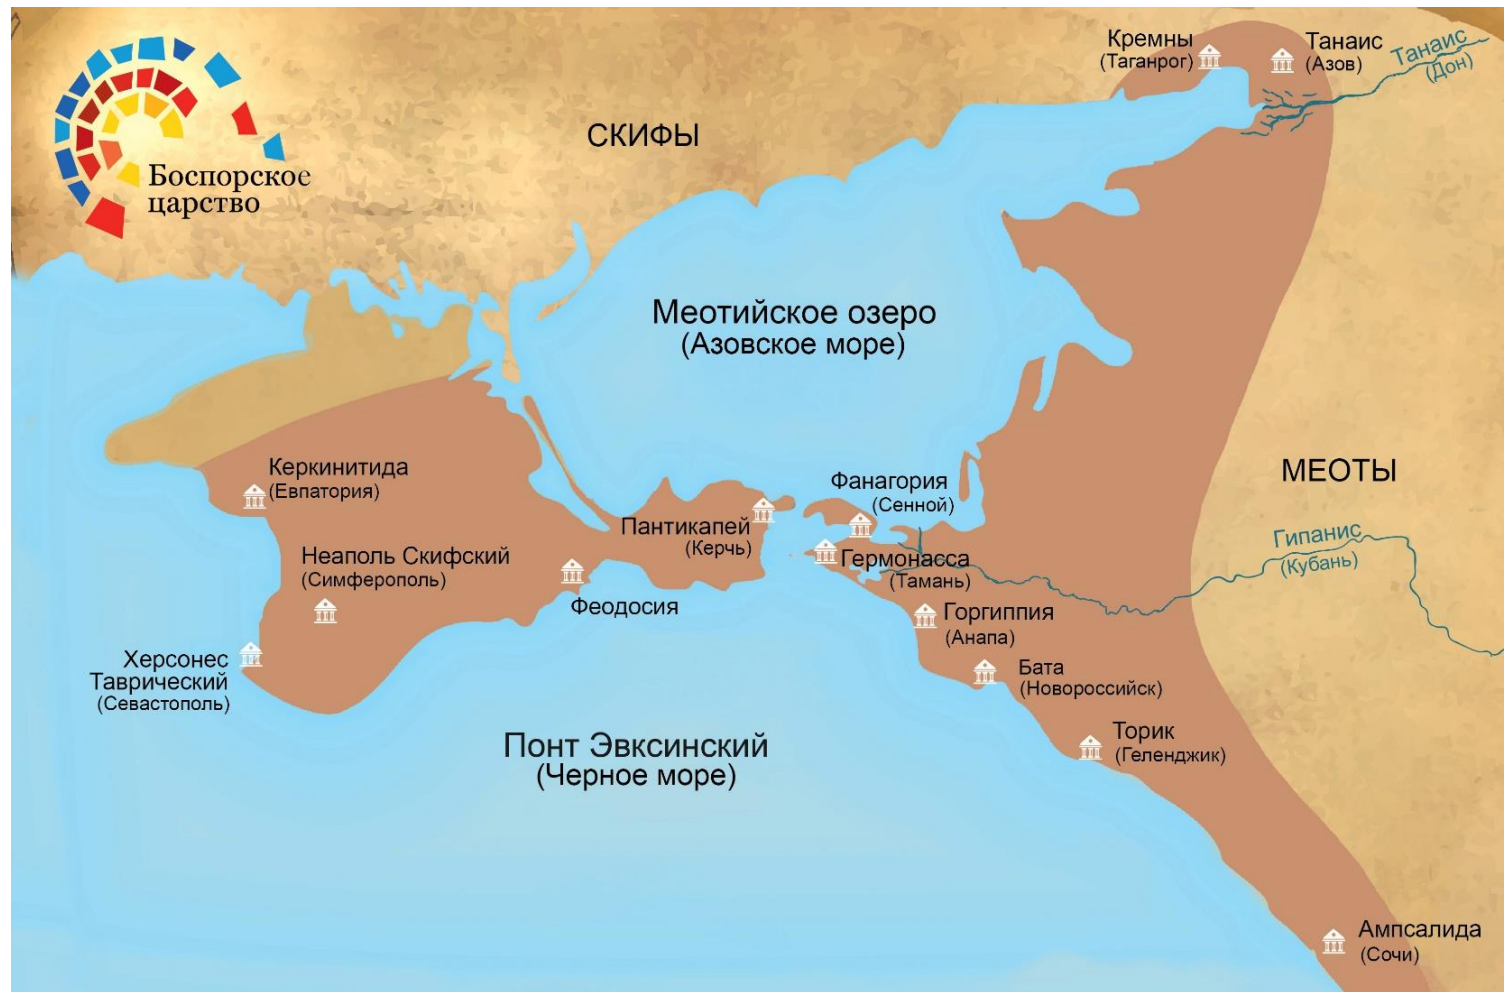 Боспорское
царство
СКИФЫ
Кремны
(Таганрог)
Танаис
(Азов)
Танаис
(Дон)
Меотийское озеро
(Азовское море)
МЕОТЫ
Керкинитида
(Евпатория)
Неаполь Скифский
(Симферополь)
Херсонес
Таврический
(Севастополь)
Феодосия
Пантикапей
(Керчь)
Фанагория
(Сенной)
Гермонасса
(Тамань)
Гипанис
(Кубань)
Горгиппия
(Анапа)
Бата
(Новороссийск)
Торик
(Геленджик)
Понт Эвксинский
(Черное море)
Ампсалида
(Сочи)